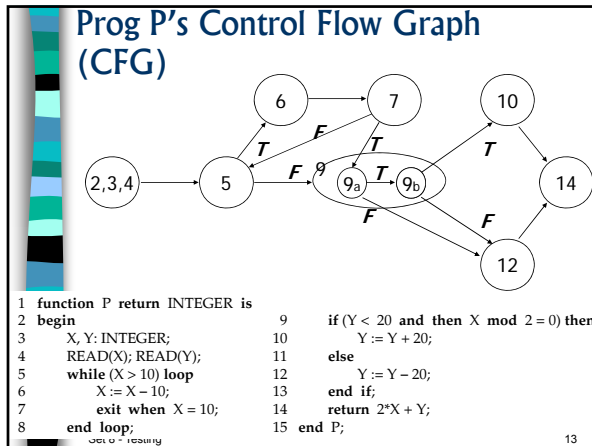 Prog P's Control Flow Graph
(CFG)
6
7
10
T
F
T
T
2,3,4
5
F
9
9a
T
9b
14
F
F
12
1 function P return INTEGER is
2 begin
3 X, Y: INTEGER;
4 READ(X); READ(Y);
5 while (X > 10) loop
6 X := X – 10;
7 exit when X = 10;
8 end loop;
9 if (Y < 20 and then X mod 2 = 0) then
10 Y := Y + 20;
11 else
12 Y := Y – 20;
13 end if;
14 return 2*X + Y;
15 end P;
Set 8 - Testing
13